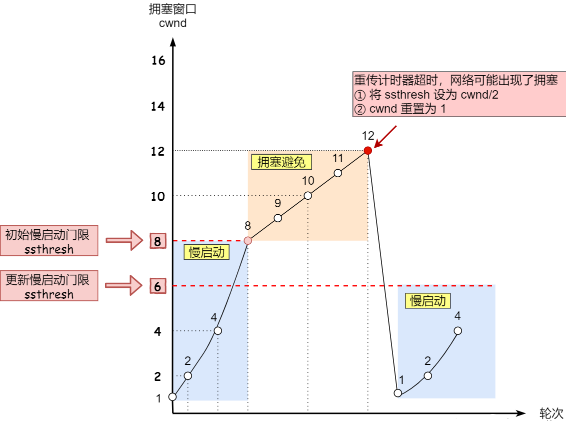 拥塞窗口
cwnd
16
14
12
10
8
6
4
2
1
重传计时器超时，网络可能出现了拥塞
① 将 ssthresh 设为 cwnd/2
② cwnd 重置为 1
初始慢启动门限
ssthresh
更新慢启动门限
ssthresh
慢启动
2
4
8
拥塞避免
9
10
11
12
慢启动
1
2
4
轮次